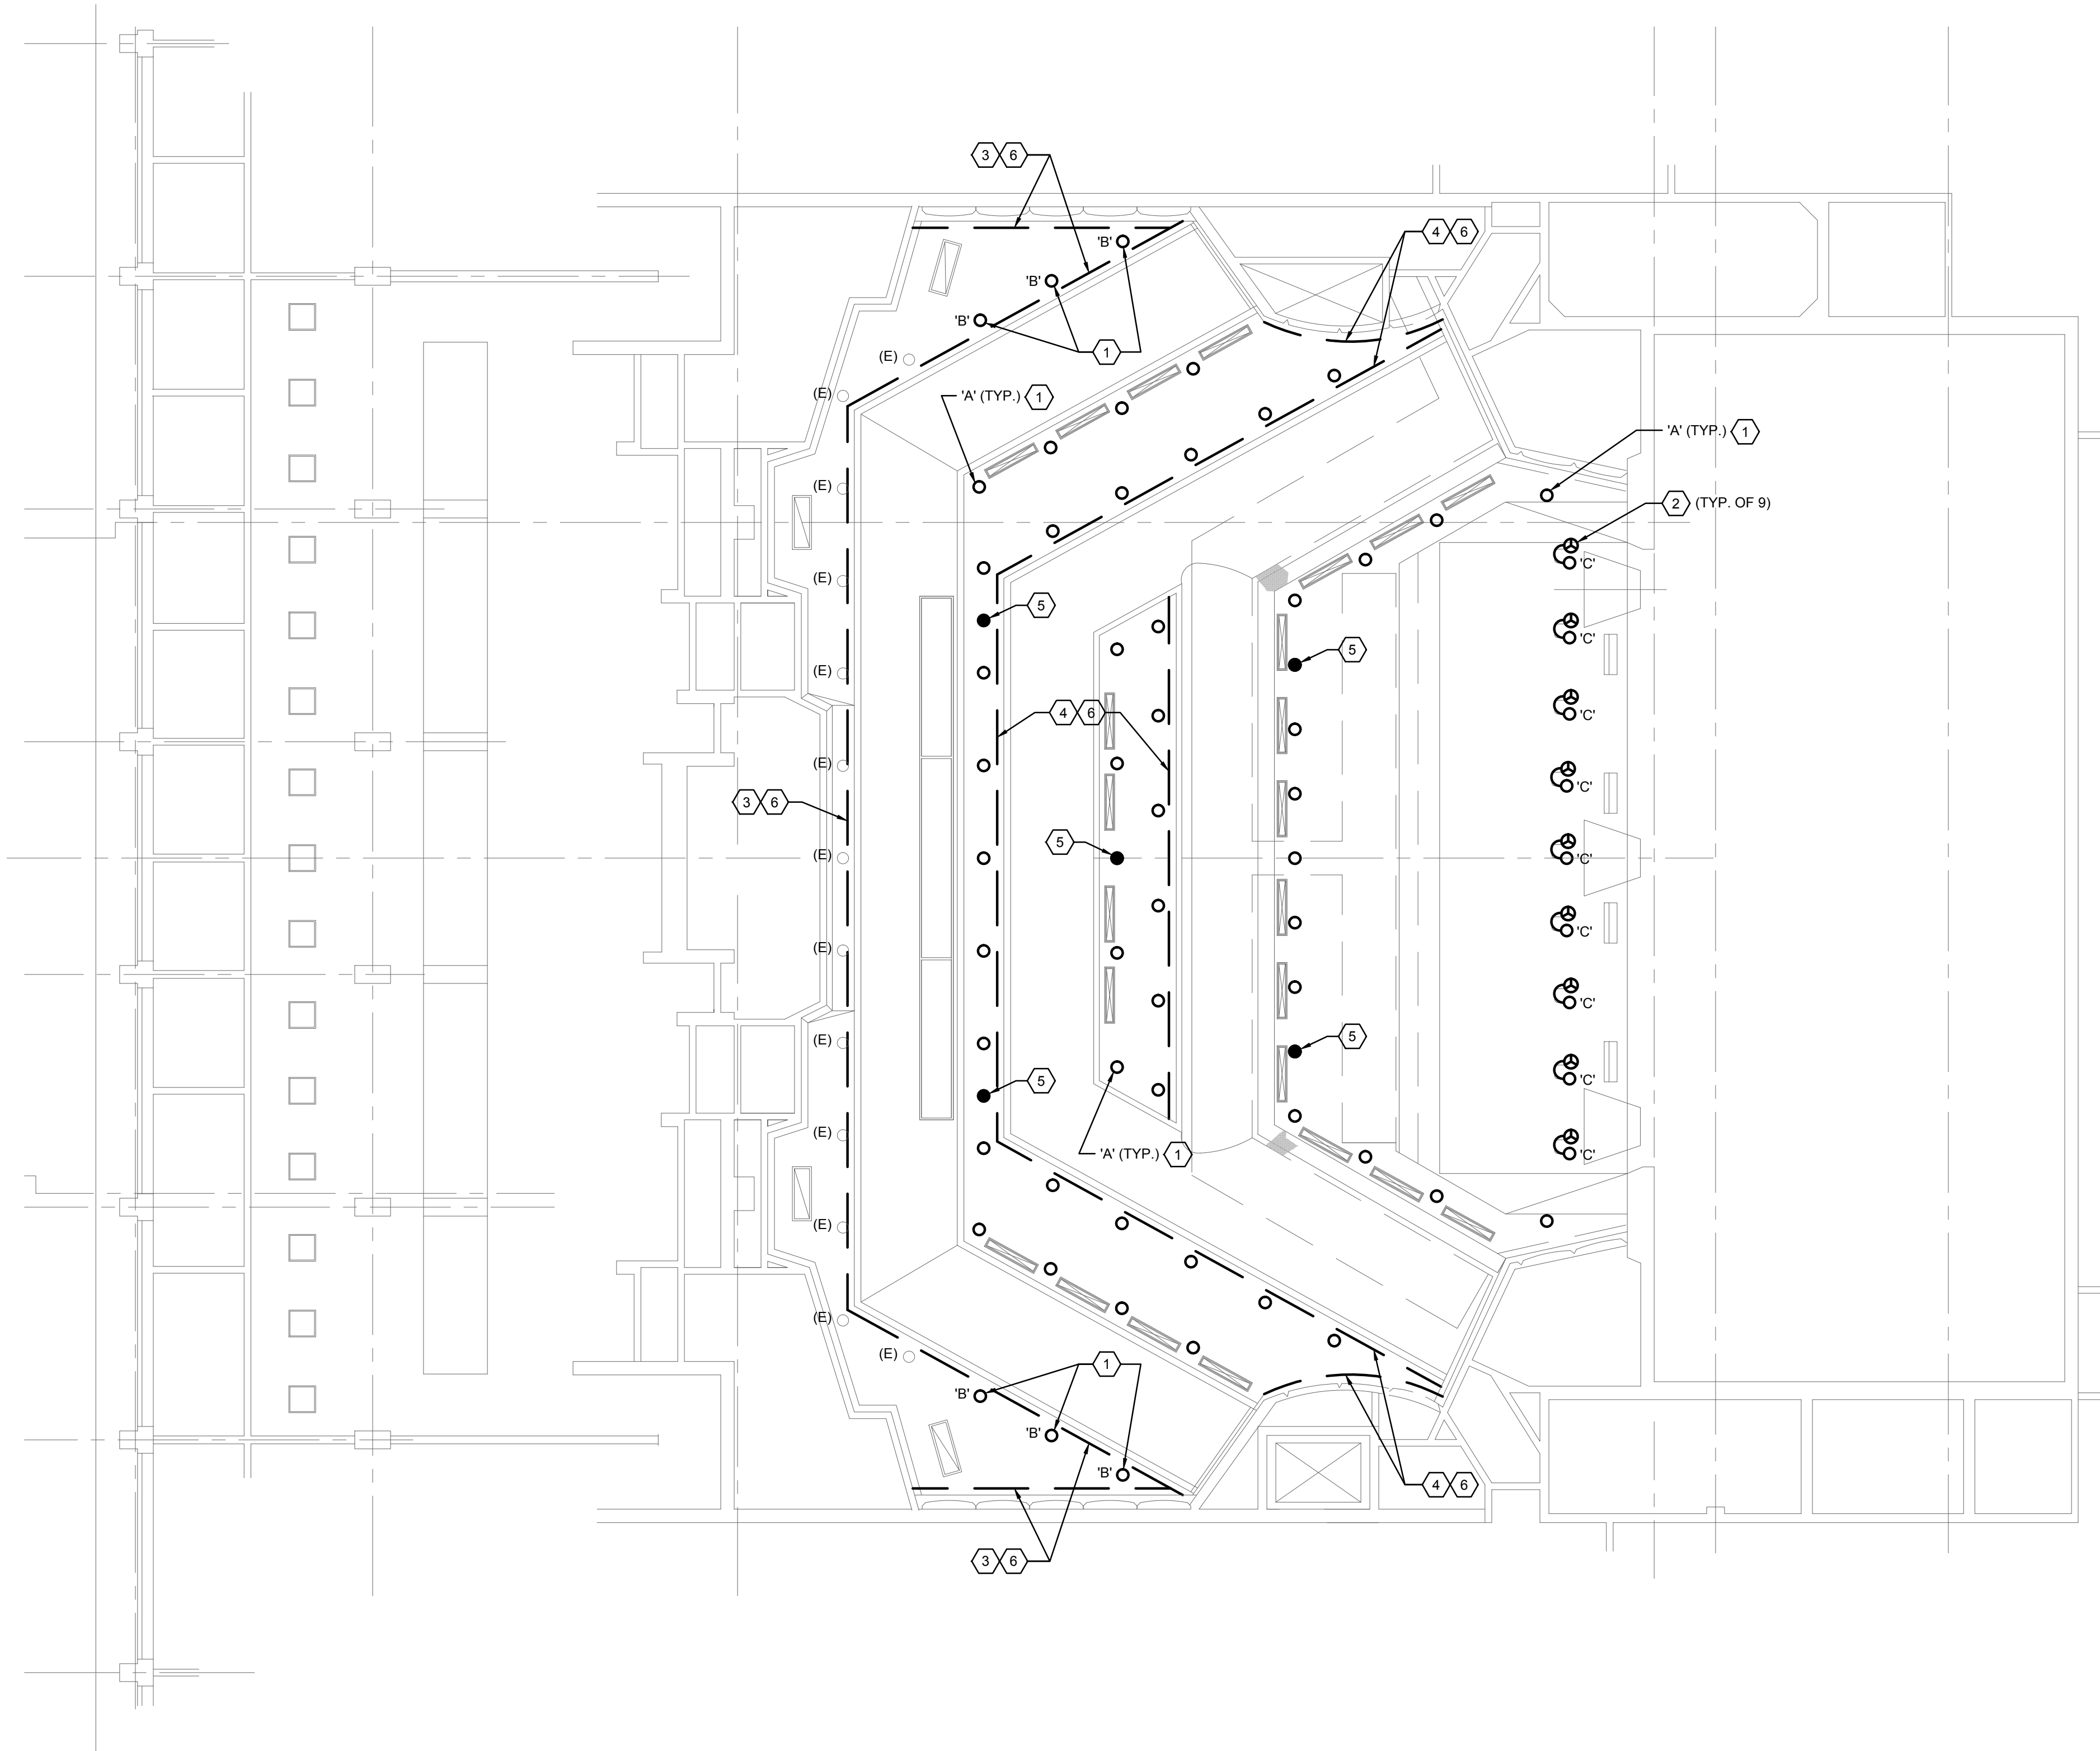 3 6
4 6
'B'
'B'
'B'
1
(E)
(E)
'A' (TYP.) 1
'A' (TYP.) 1
(E)
2 (TYP. OF 9)
'C'
(E)
5
'C'
5
(E)
4 6
'C'
(E)
'C'
3 6
5
(E)
'C'
'C'
(E)
'C'
5
(E)
'C'
5
(E)
'C'
'A' (TYP.) 1
(E)
(E)
(E)
1
'B'
'B'
'B'
4 6
3 6